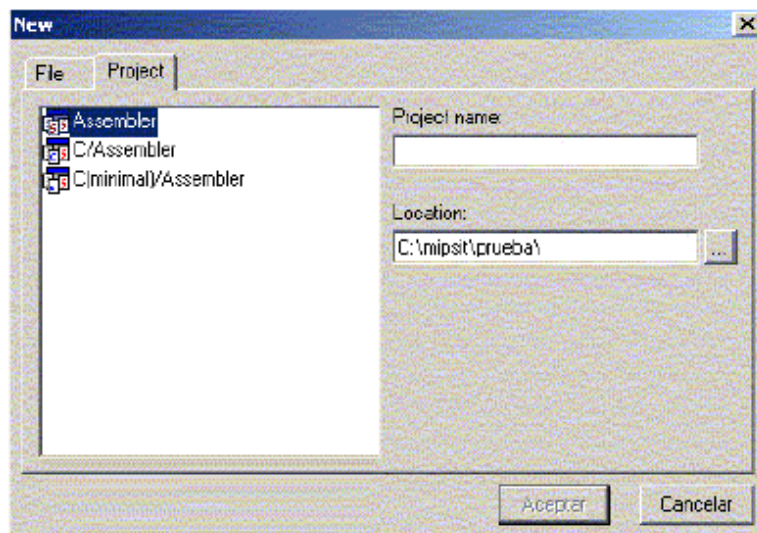 New
File
Project
Assembler
C/Assembler
C(minimal)/Assembler
Project name:
Location:
C:\mipsit\prueba\
...
Aceptar
Cancelar